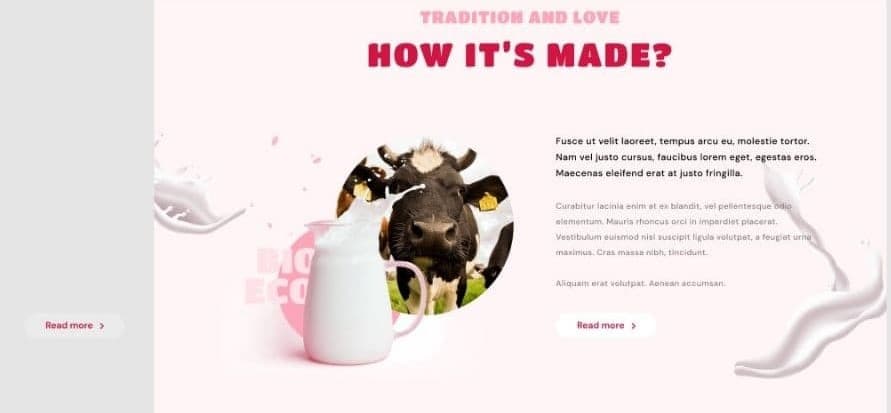 TRADITION AND LOVE
HOW IT'S MADE?
BIO
ECO
Fusce ut velit laoreet, tempus arcu eu, molestie tortor.
Nam vel justo cursus, faucibus lorem eget, egestas eros.
Maecenas eleifend erat at justo fringilla.
Curabitur lacinia enim at ex blandit, vel pellentesque odio
elementum. Mauris rhoncus orci in imperdiet placerat.
Vestibulum euismod nisi suscipit ligula volutpat, a feugiat urna
maximus. Cras massa nibh, tincidunt.
Aliquam erat volutpat. Aenean accumsan.
Read more
Read more